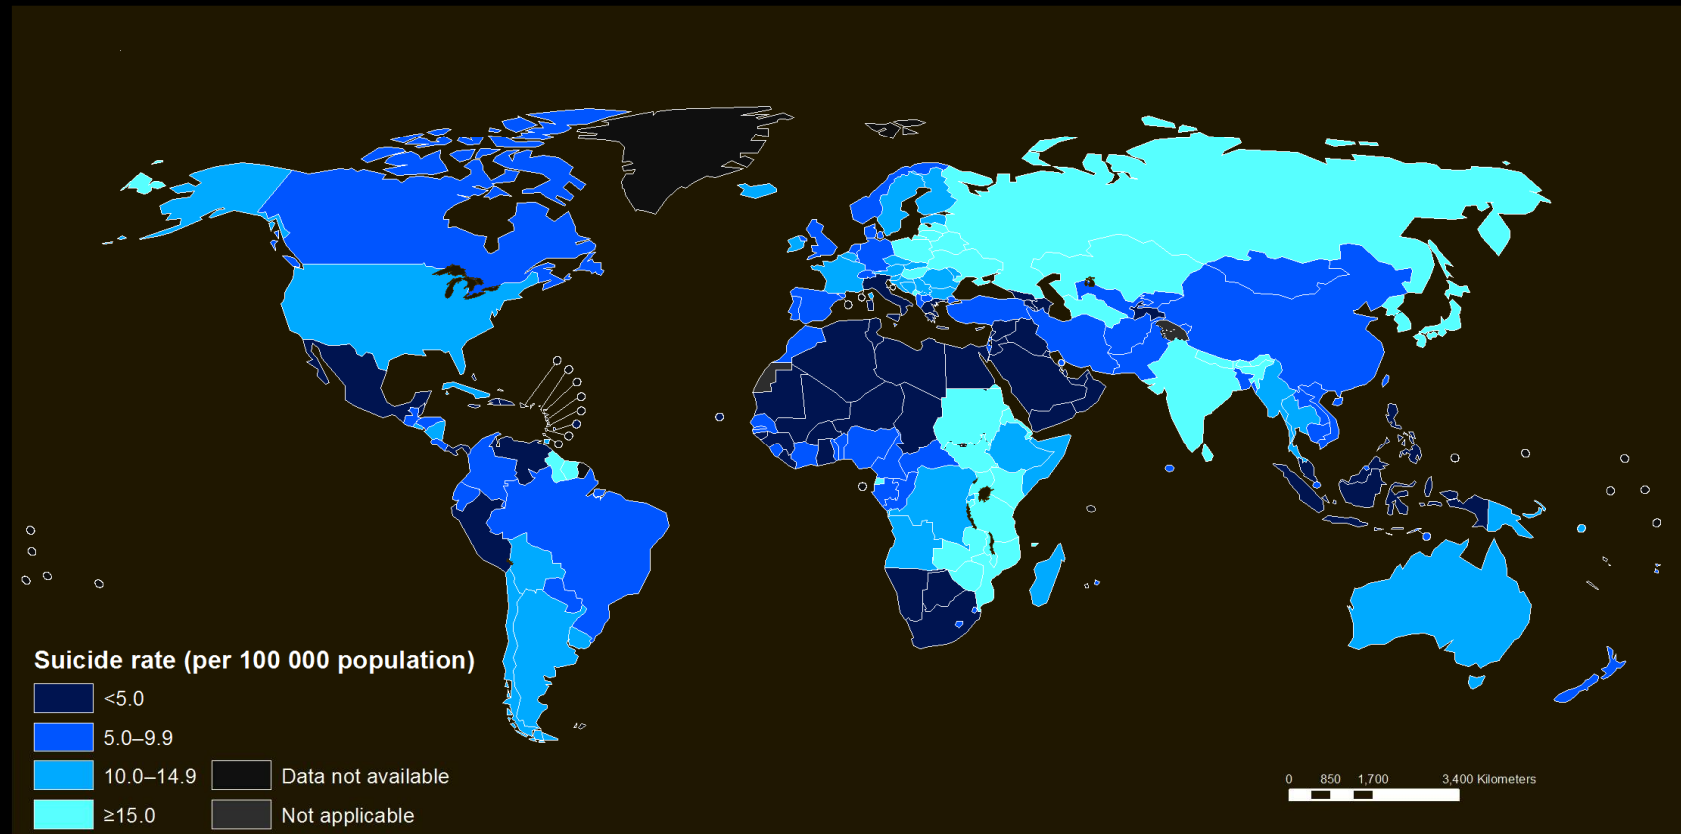 Suicide rate (per 100 000 population)
<5.0
5.0–9.9
10.0–14.9
≥15.0
Data not available
Not applicable
0 850 1,700 3,400 Kilometers